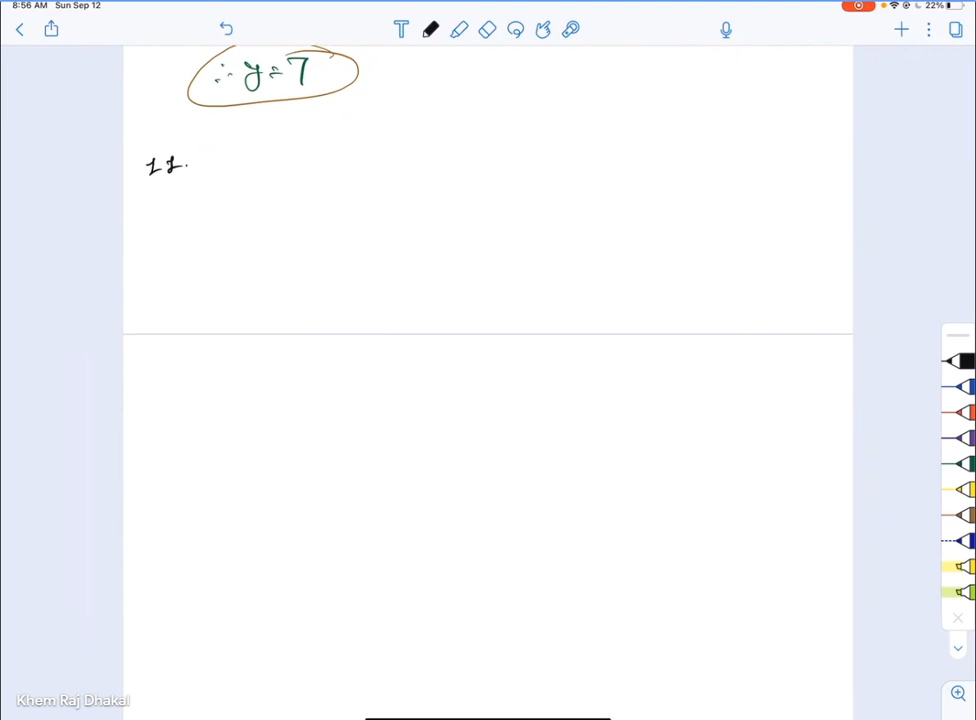 8:56 AM Sun Sep 12
22%
∴ y = 7
11.
Khem Raj Dhakal